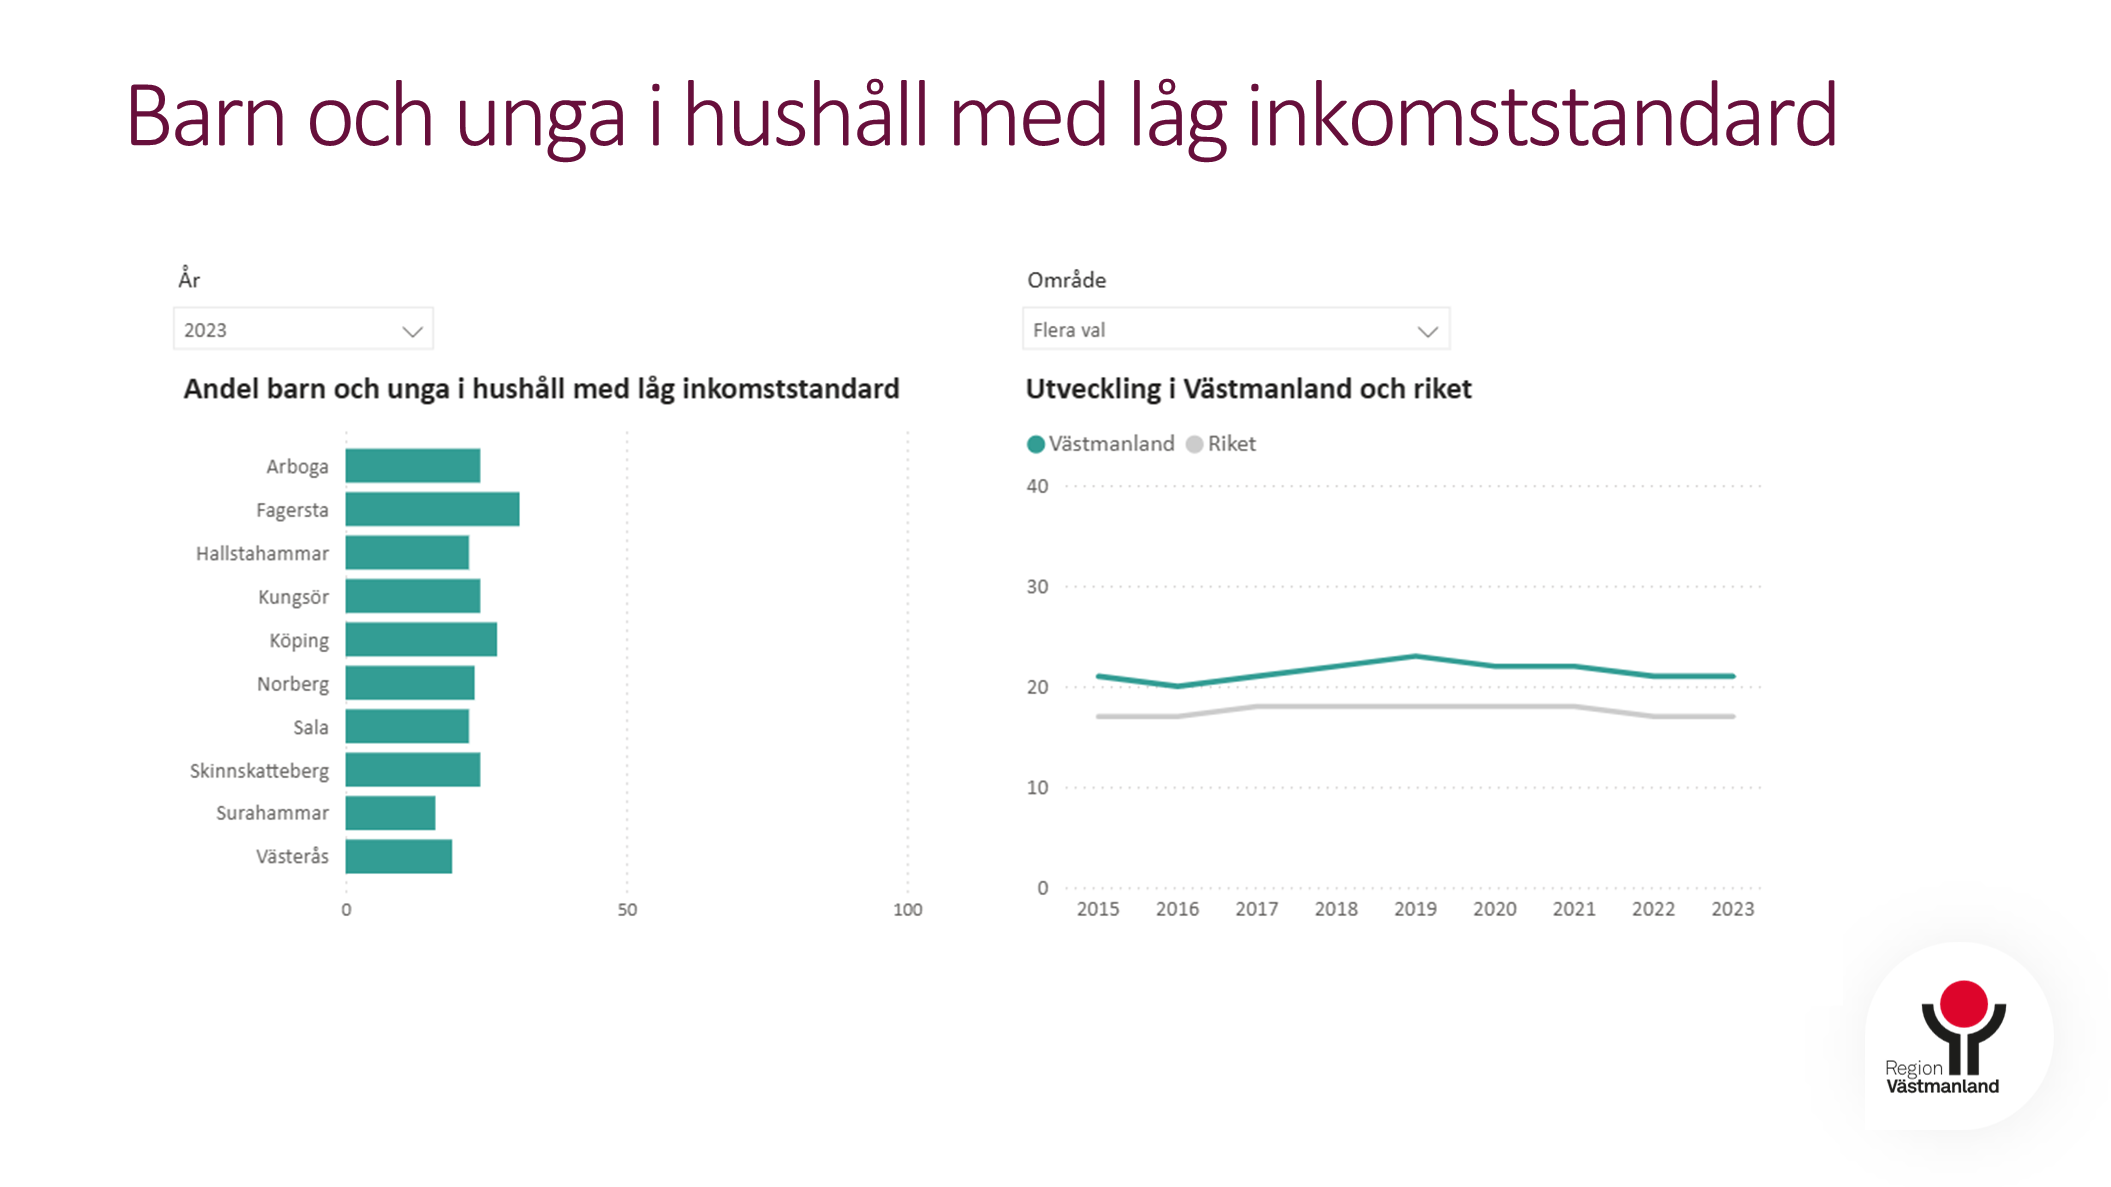 Barn och unga i hushåll med låg inkomststandard
År
2023
Andel barn och unga i hushåll med låg inkomststandard
Arboga
Fagersta
Hallstahammar
Kungsör
Köping
Norberg
Sala
Skinnskatteberg
Surahammar
Västerås
0 50 100
Område
Flera val
Utveckling i Västmanland och riket
Västmanland Riket
40
30
20
10
0
2015 2016 2017 2018 2019 2020 2021 2022 2023
Region
Västmanland